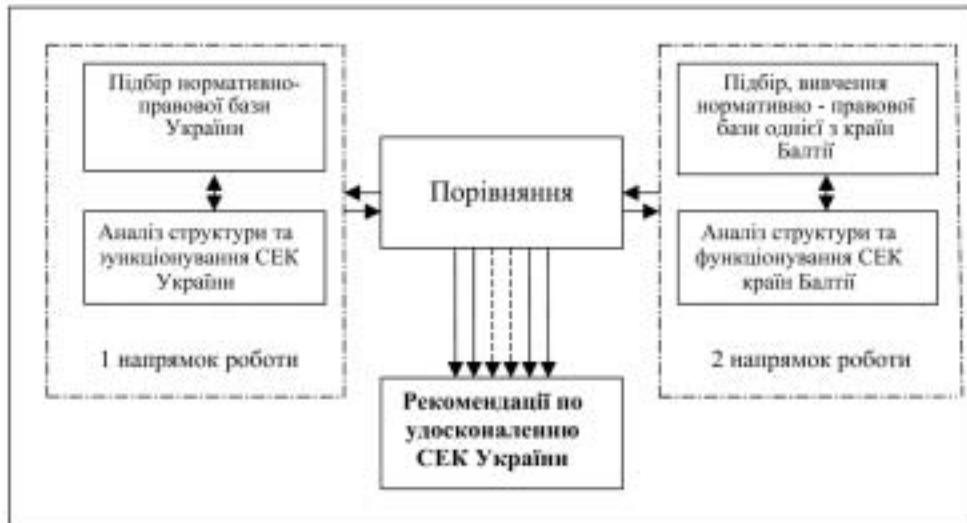 Підбір нормативно-
правової бази
України
Аналіз структури та
функціонування СЕК
України
1 напрямок роботи
Порівняння
Рекомендації по
удосконаленню
СЕК України
Підбір, вивчення
нормативно - правової
бази однієї з країн
Балтії
Аналіз структури та
функціонування СЕК
країн Балтії
2 напрямок роботи